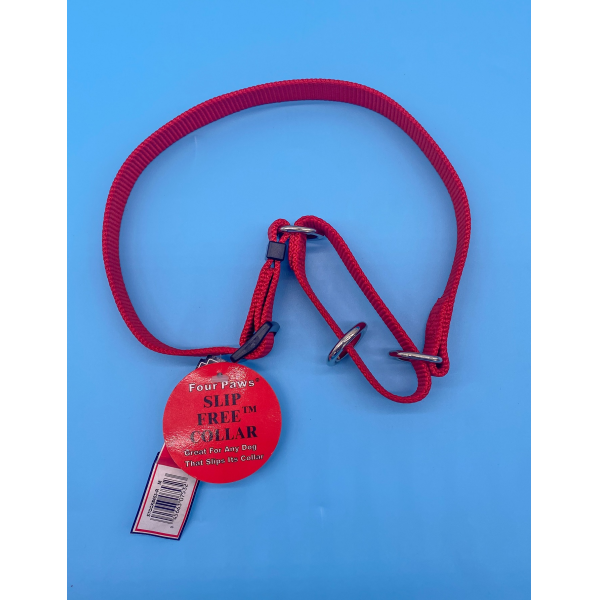 Four Paws®
SLIP
FREE™
COLLAR
Great For Any Dog
That Slips Its Collar